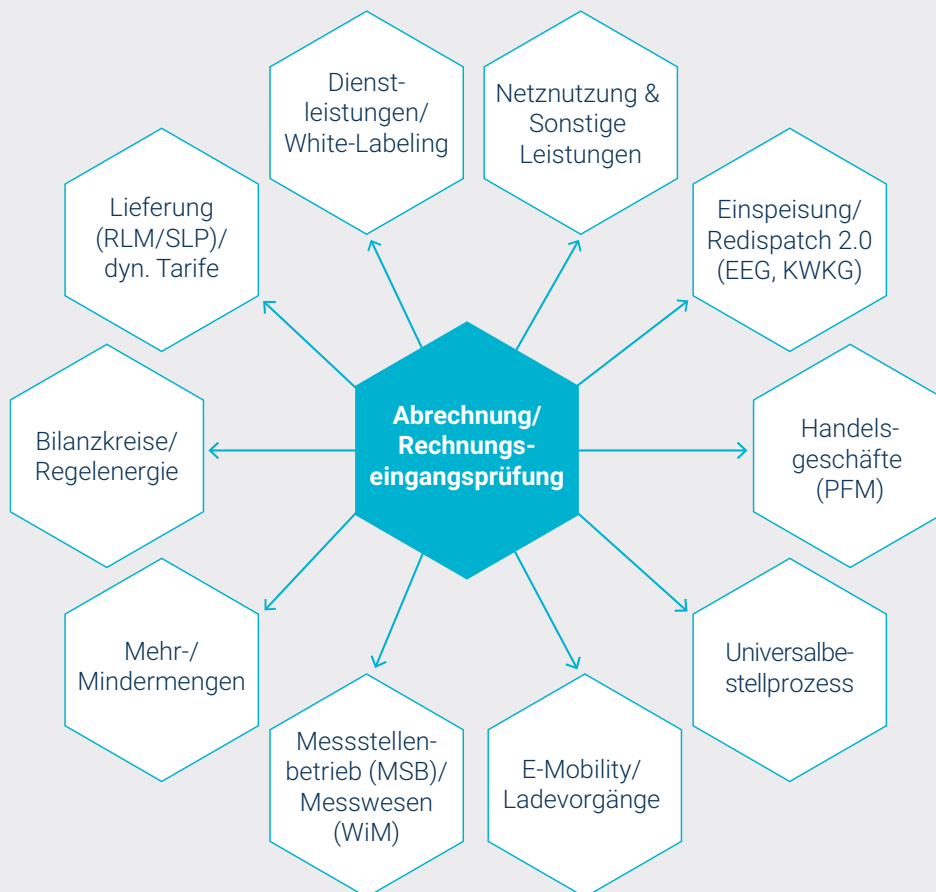 Dienst-
leistungen/
White-Labeling
Netznutzung &
Sonstige
Leistungen
Lieferung
(RLM/SLP)/
dyn. Tarife
Einspeisung/
Redispatch 2.0
(EEG, KWKG)
Abrechnung/
Rechnungs-
eingangsprüfung
Bilanzkreise/
Regelenergie
Handels-
geschäfte
(PFM)
Mehr-/
Mindermengen
Universalbe-
stellprozess
Messstellen-
betrieb (MSB)/
Messwesen
(WiM)
E-Mobility/
Ladevorgänge